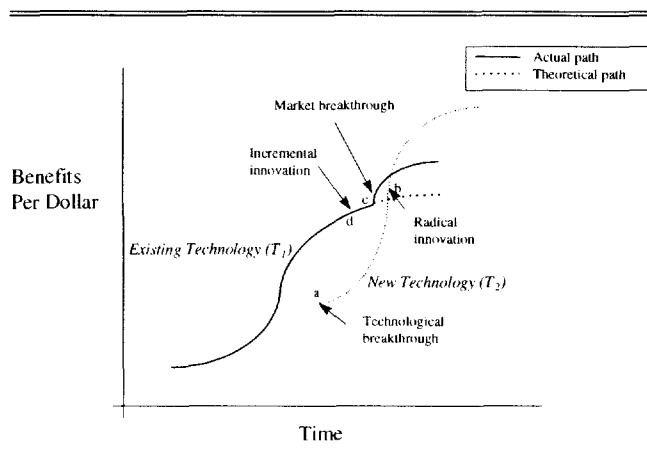 Actual path
Theoretical path
Market breakthrough
Incremental
innovation
Benefits
Per Dollar
c
b
d
Radical
innovation
Existing Technology (T1)
a
New Technology (T2)
Technological
breakthrough
Time